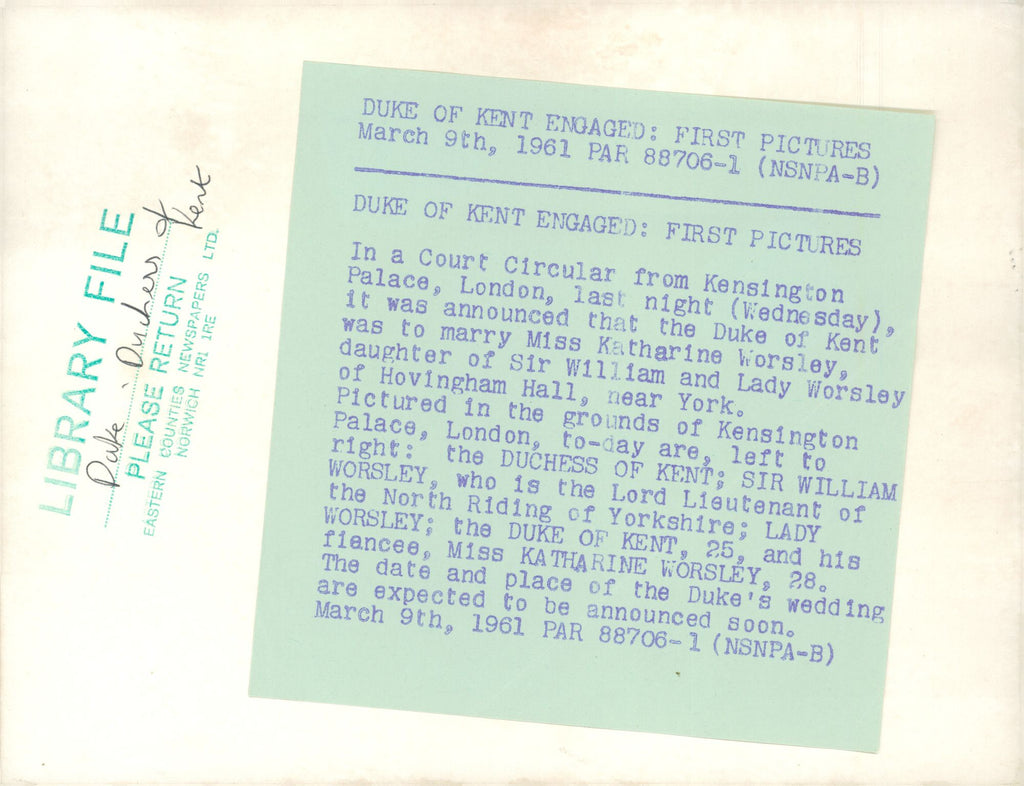 LIBRARY FILE
Duke & Duchess of
Kent
PLEASE RETURN
EASTERN COUNTIES NEWSPAPERS LTD.
NORWICH NR1 1RE
DUKE OF KENT ENGAGED: FIRST PICTURES
March 9th, 1961 PAR 88706-1 (NSNPA-B)
DUKE OF KENT ENGAGED: FIRST PICTURES
In a Court Circular from Kensington
Palace, London, last night (Wednesday),
it was announced that the Duke of Kent
was to marry Miss Katharine Worsley,
daughter of Sir William and Lady Worsley
of Hovingham Hall, near York.
Pictured in the grounds of Kensington
Palace, London, to-day are, left to
right: the DUCHESS OF KENT; SIR WILLIAM
WORSLEY, who is the Lord Lieutenant of
the North Riding of Yorkshire; LADY
WORSLEY; the DUKE OF KENT, 25, and his
fiancee, Miss KATHARINE WORSLEY, 28.
The date and place of the Duke's wedding
are expected to be announced soon.
March 9th, 1961 PAR 88706-1 (NSNPA-B)